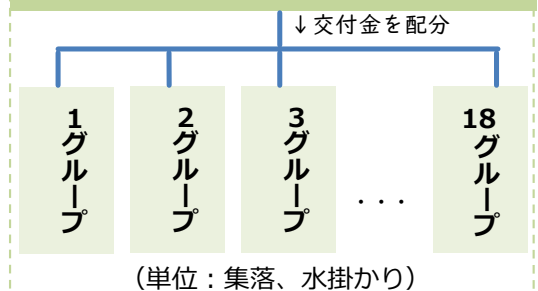 ↓交付金を配分
1グループ
2グループ
3グループ
・・・
18グループ
（単位：集落、水掛かり）